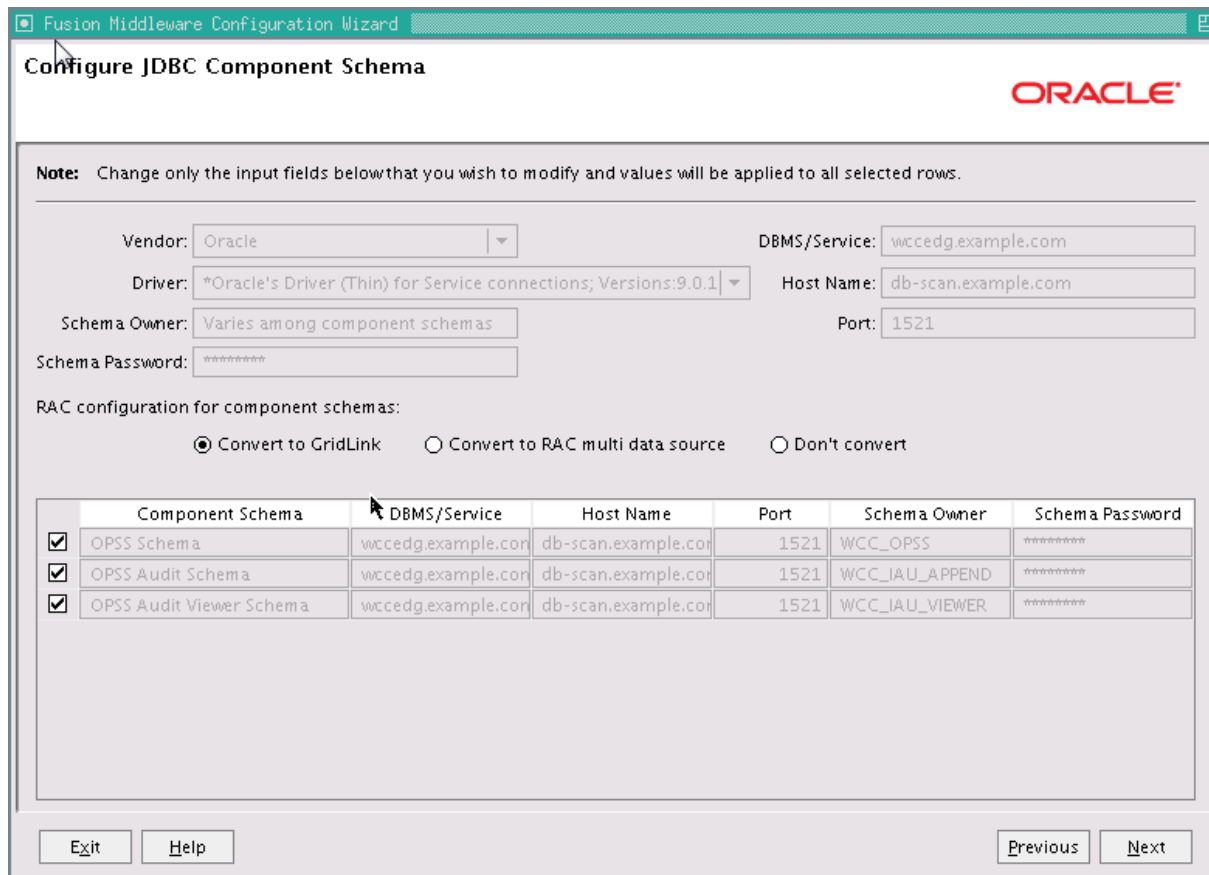 Fusion Middleware Configuration Wizard
Configure JDBC Component Schema
ORACLE
Note: Change only the input fields below that you wish to modify and values will be applied to all selected rows.
Vendor: Oracle DBMS/Service: wccedg.example.com
Driver: *Oracle's Driver (Thin) for Service connections; Versions:9.0.1 Host Name: db-scan.example.com
Schema Owner: Varies among component schemas Port: 1521
Schema Password: ********
RAC configuration for component schemas:
Convert to GridLink Convert to RAC multi data source Don't convert
Component Schema DBMS/Service Host Name Port Schema Owner Schema Password
OPSS Schema wccedg.example.con db-scan.example.cor 1521 WCC_OPSS ********
OPSS Audit Schema wccedg.example.con db-scan.example.cor 1521 WCC_IAU_APPEND ********
OPSS Audit Viewer Schema wccedg.example.con db-scan.example.cor 1521 WCC_IAU_VIEWER ********
Exit Help Previous Next